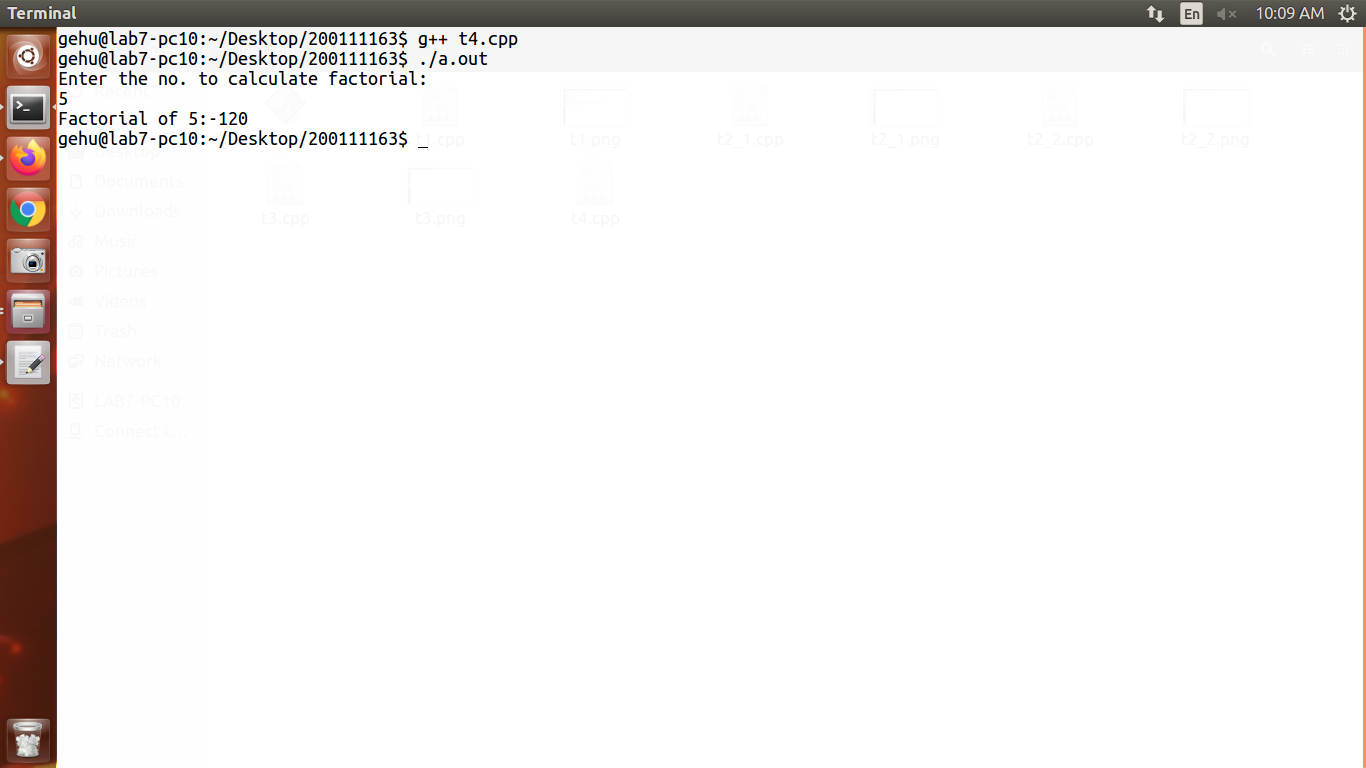 Terminal
En
10:09 AM
gehu@lab7-pc10:~/Desktop/200111163$ g++ t4.cpp
gehu@lab7-pc10:~/Desktop/200111163$ ./a.out
Enter the no. to calculate factorial:
5
Factorial of 5:-120
gehu@lab7-pc10:~/Desktop/200111163$ _
t1.cpp
t1.png
t2_1.cpp
t2_1.png
t2_2.cpp
t2_2.png
Desktop
Documents
Downloads
Music
Pictures
Videos
Trash
Network
LAB7-PC10
Connect t...
t3.cpp
t3.png
t4.cpp